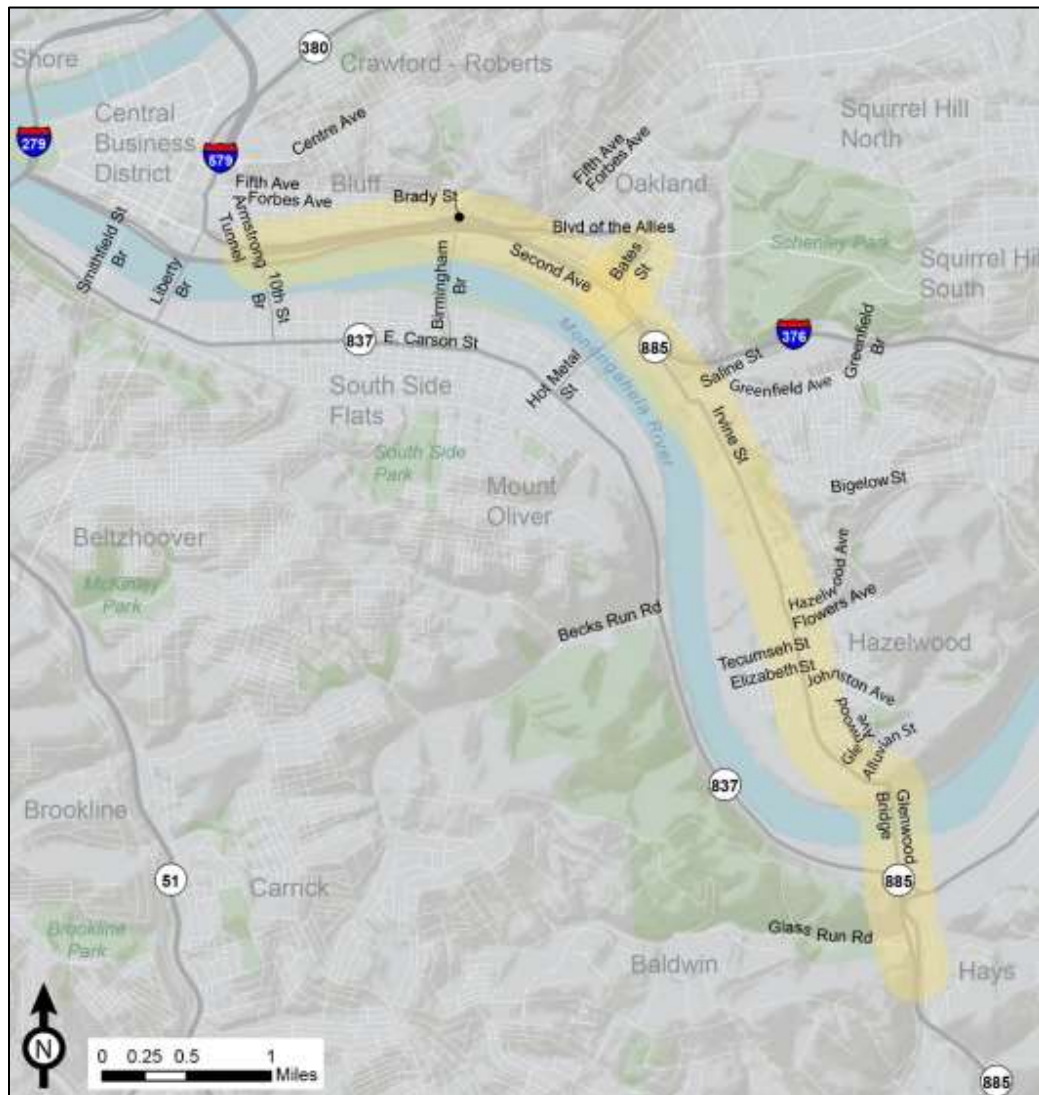 380
Shore
Crawford - Roberts
Central
Business
District
279
579
Centre Ave
Squirrel Hill
North
Fifth Ave
Forbes Ave
Oakland
Fifth Ave
Forbes Ave
Bluff
Brady St
Armstrong
Tunnel
Blvd of the Allies
Smithfield St
Br
Liberty
Br
10th St
Br
Birmingham
Br
Second Ave
Bates
St
Schenley Park
Squirrel Hill
South
837
E. Carson St
Monongahela River
885
376
Saline St
Greenfield
Br
Greenfield Ave
Hot Metal
St
South Side
Flats
South Side
Park
Irvine St
Mount
Oliver
Bigelow St
Beltzhoover
McKinley
Park
Hazelwood Ave
Flowers Ave
Becks Run Rd
Tecumseh St
Elizabeth St
Hazelwood
Johnston Ave
Glenwood
Ave
Alluvian St
837
Glenwood
Bridge
Brookline
51
Carrick
885
Brookline
Park
Glass Run Rd
Baldwin
Hays
N
0 0.25 0.5 1
Miles
885